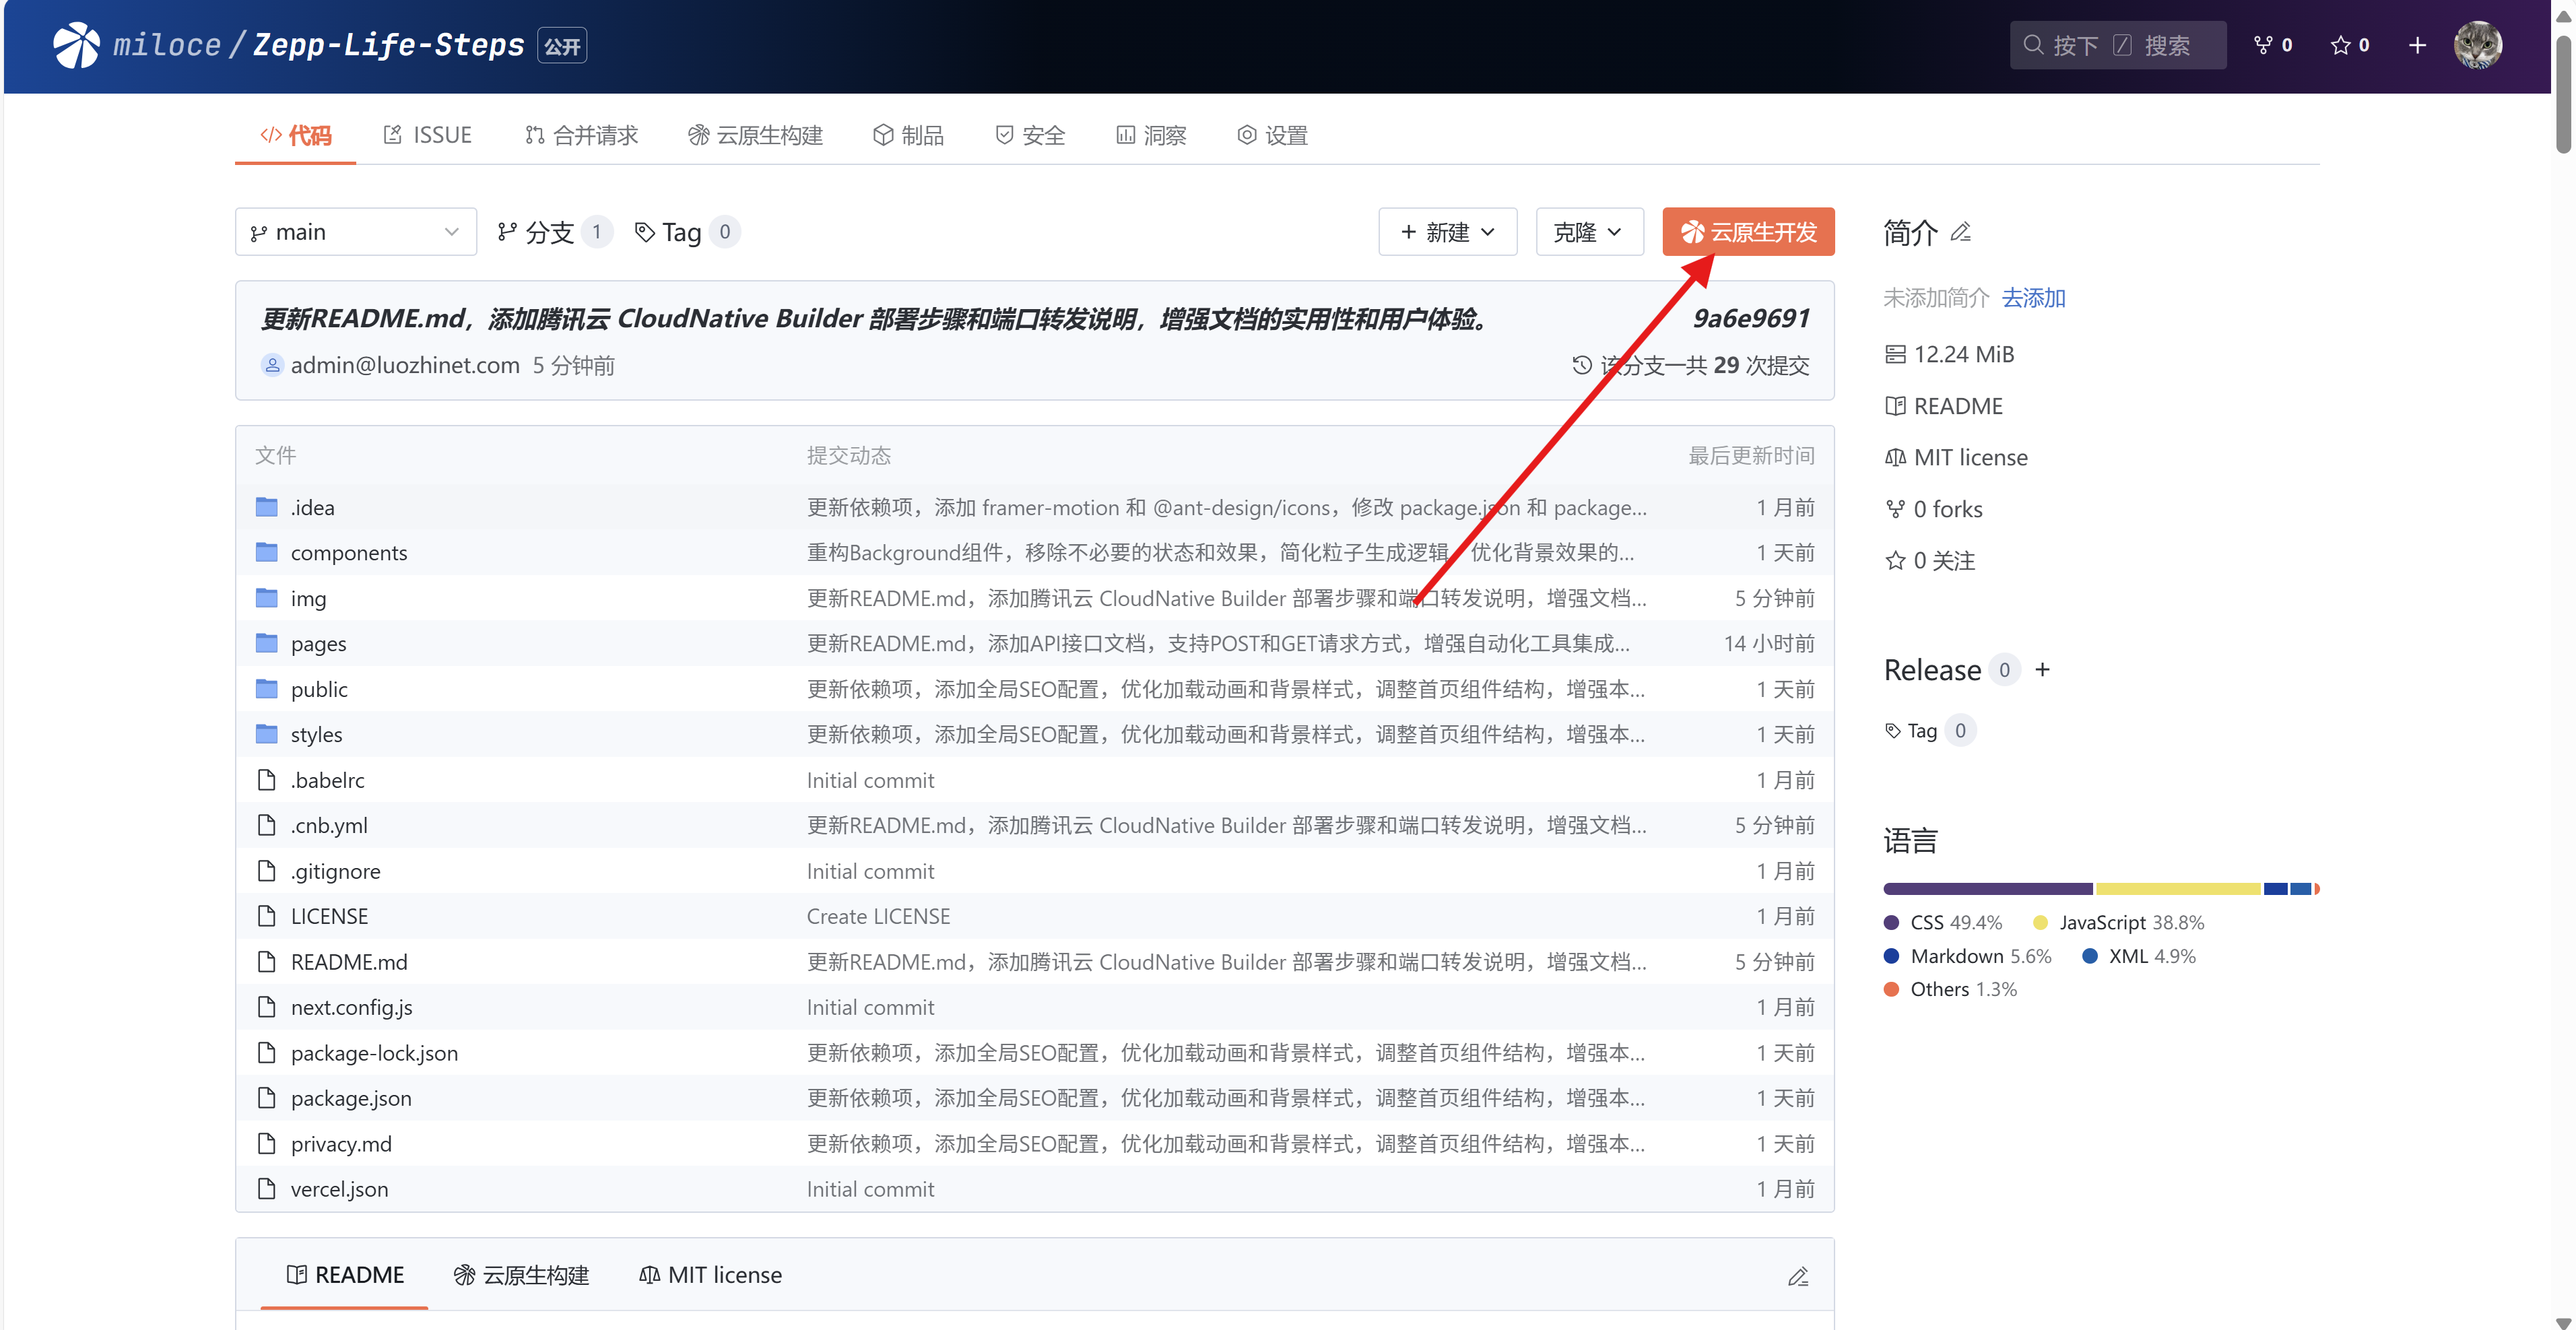 miloce / Zepp-Life-Steps 公开
按下 / 搜索 0 0
代码 ISSUE 合并请求 云原生构建 制品 安全 洞察 设置
main 分支 1 Tag 0 新建 克隆 云原生开发
更新README.md，添加腾讯云 CloudNative Builder 部署步骤和端口转发说明，增强文档的实用性和用户体验。 9a6e9691
admin@luozhinet.com 5 分钟前 该分支一共 29 次提交
文件 提交动态 最后更新时间
.idea 更新依赖项，添加 framer-motion 和 @ant-design/icons，修改 package.json 和 package... 1 月前
components 重构Background组件，移除不必要的状态和效果，简化粒子生成逻辑，优化背景效果的... 1 天前
img 更新README.md，添加腾讯云 CloudNative Builder 部署步骤和端口转发说明，增强文档... 5 分钟前
pages 更新README.md，添加API接口文档，支持POST和GET请求方式，增强自动化工具集成... 14 小时前
public 更新依赖项，添加全局SEO配置，优化加载动画和背景样式，调整首页组件结构，增强本... 1 天前
styles 更新依赖项，添加全局SEO配置，优化加载动画和背景样式，调整首页组件结构，增强本... 1 天前
.babelrc Initial commit 1 月前
.cnb.yml 更新README.md，添加腾讯云 CloudNative Builder 部署步骤和端口转发说明，增强文档... 5 分钟前
.gitignore Initial commit 1 月前
LICENSE Create LICENSE 1 月前
README.md 更新README.md，添加腾讯云 CloudNative Builder 部署步骤和端口转发说明，增强文档... 5 分钟前
next.config.js Initial commit 1 月前
package-lock.json 更新依赖项，添加全局SEO配置，优化加载动画和背景样式，调整首页组件结构，增强本... 1 天前
package.json 更新依赖项，添加全局SEO配置，优化加载动画和背景样式，调整首页组件结构，增强本... 1 天前
privacy.md 更新依赖项，添加全局SEO配置，优化加载动画和背景样式，调整首页组件结构，增强本... 1 天前
vercel.json Initial commit 1 月前
README 云原生构建 MIT license
简介
未添加简介 去添加
12.24 MiB
README
MIT license
0 forks
0 关注
Release 0 +
Tag 0
语言
CSS 49.4% JavaScript 38.8%
Markdown 5.6% XML 4.9%
Others 1.3%